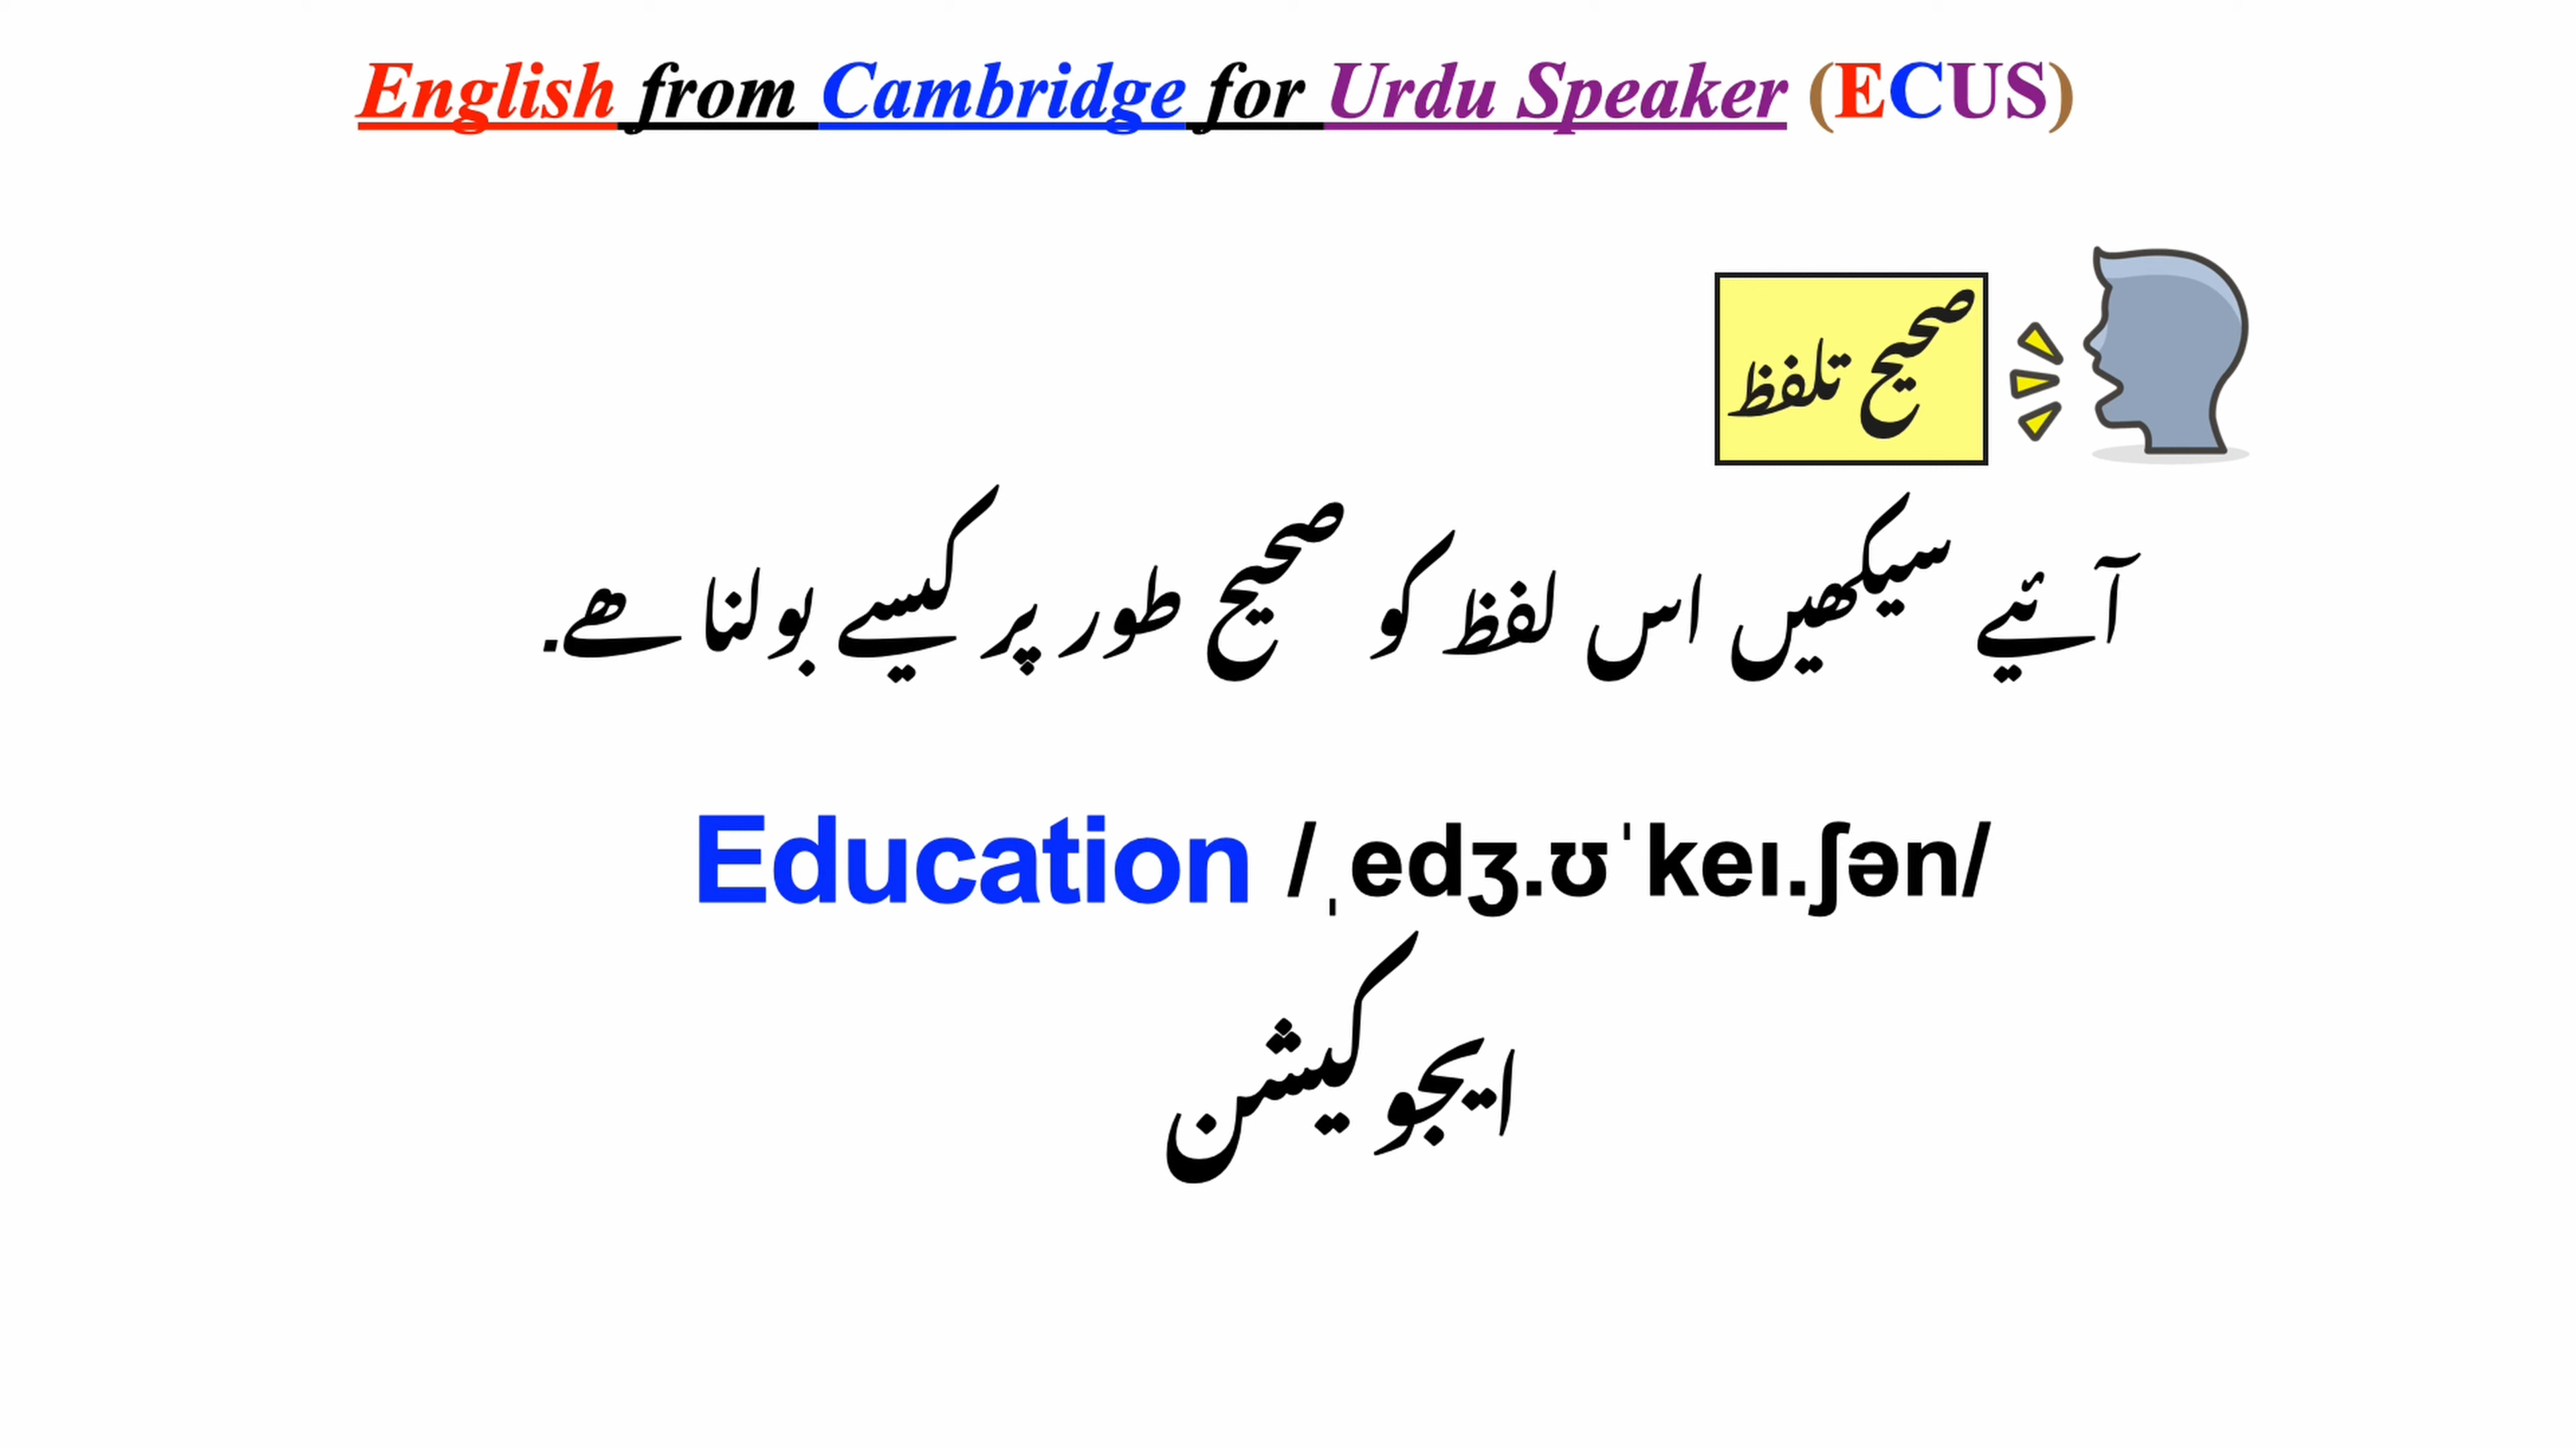 English from Cambridge for Urdu Speaker (ECUS)
صحیح تلفظ
آئیے سیکھیں اس لفظ کو صحیح طور پر کیسے بولنا ھے.
Education /ˌedʒ.ʊˈkeɪ.ʃən/
ایجوکیشن